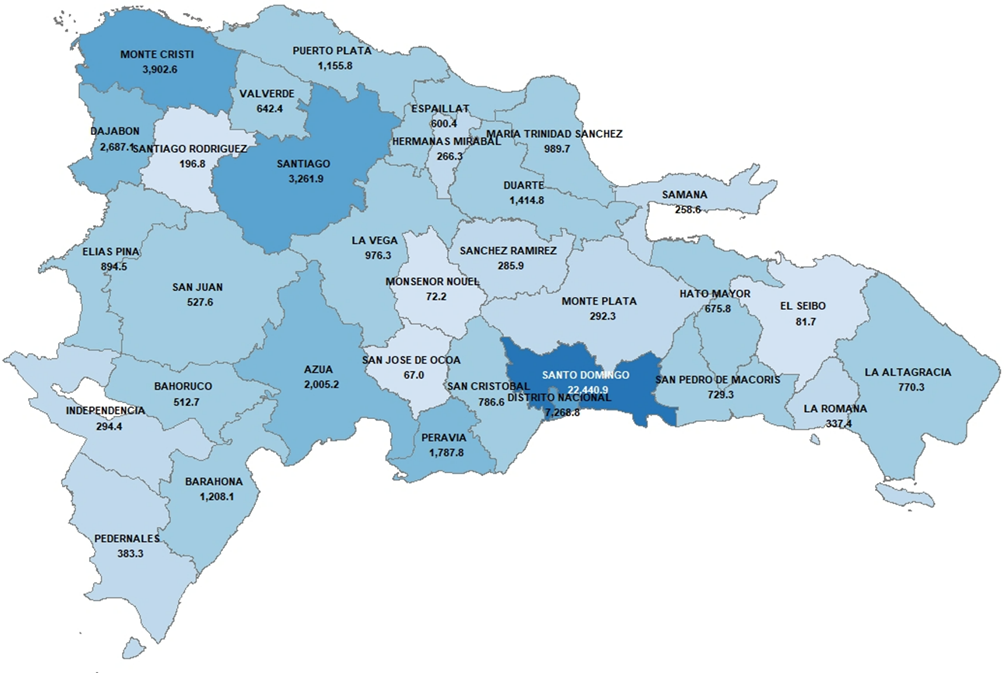 MONTE CRISTI
3,902.6
PUERTO PLATA
1,155.8
VALVERDE
642.4
ESPAILLAT
600.4
DAJABON
2,687.1
SANTIAGO RODRIGUEZ
196.8
HERMANAS MIRABAL
266.3
MARIA TRINIDAD SANCHEZ
989.7
SANTIAGO
3,261.9
DUARTE
1,414.8
SAMANA
258.6
ELIAS PINA
894.5
LA VEGA
976.3
SANCHEZ RAMIREZ
285.9
SAN JUAN
527.6
MONSENOR NOUEL
72.2
MONTE PLATA
292.3
HATO MAYOR
675.8
EL SEIBO
81.7
SAN JOSE DE OCOA
67.0
AZUA
2,005.2
SANTO DOMINGO
22,440.9
SAN PEDRO DE MACORIS
729.3
LA ALTAGRACIA
770.3
BAHORUCO
512.7
SAN CRISTOBAL
786.6
DISTRITO NACIONAL
7,268.8
INDEPENDENCIA
294.4
LA ROMANA
337.4
PERAVIA
1,787.8
BARAHONA
1,208.1
PEDERNALES
383.3